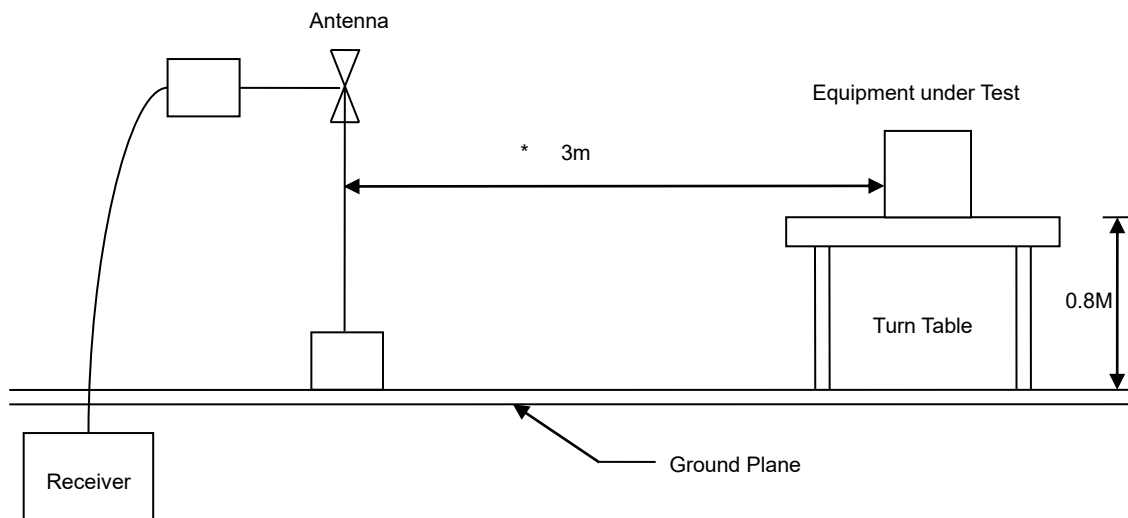 Antenna
Equipment under Test
* 3m
0.8M
Turn Table
Ground Plane
Receiver